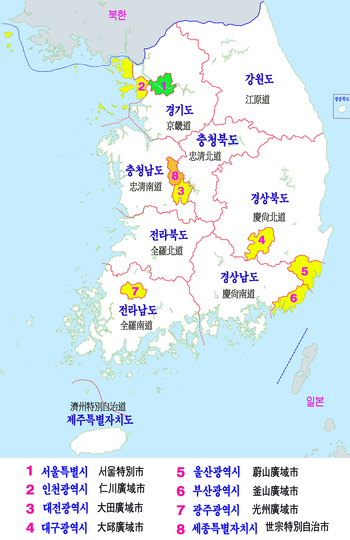 북한
강원도
江原道
2
1
경기도
京畿道
경상북도
충청북도
忠清北道
충청남도
忠清南道
8
3
경상북도
慶尙北道
전라북도
全羅北道
4
경상남도
慶尙南道
5
6
7
전라남도
全羅南道
일본
濟州特別自治道
제주특별자치도
1 서울특별시 서울特別市
2 인천광역시 仁川廣域市
3 대전광역시 大田廣域市
4 대구광역시 大邱廣域市
5 울산광역시 蔚山廣域市
6 부산광역시 釜山廣域市
7 광주광역시 光州廣域市
8 세종특별자치시 世宗特別自治市